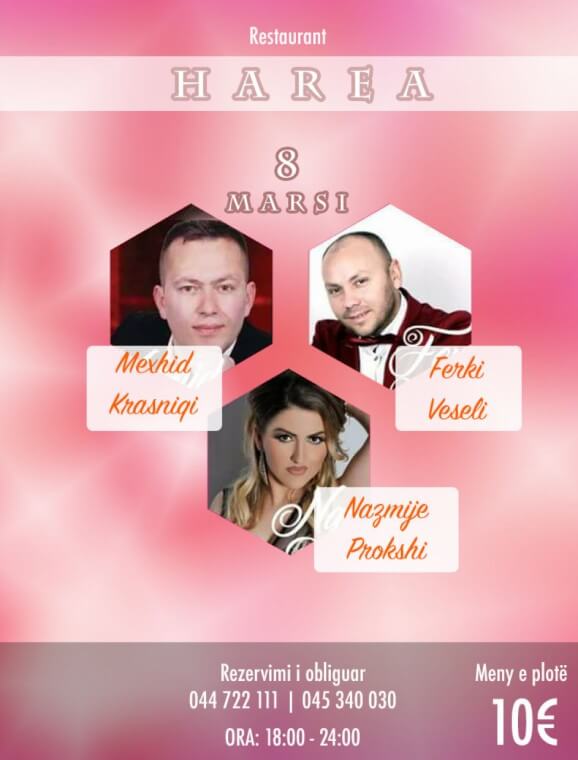 Restaurant
HAREA
8
MARSI
Mexhid
Krasniqi
Ferki
Veseli
Nazmije
Prokshi
Rezervimi i obliguar
044 722 111 | 045 340 030
ORA: 18:00 - 24:00
Meny e plotë
10€